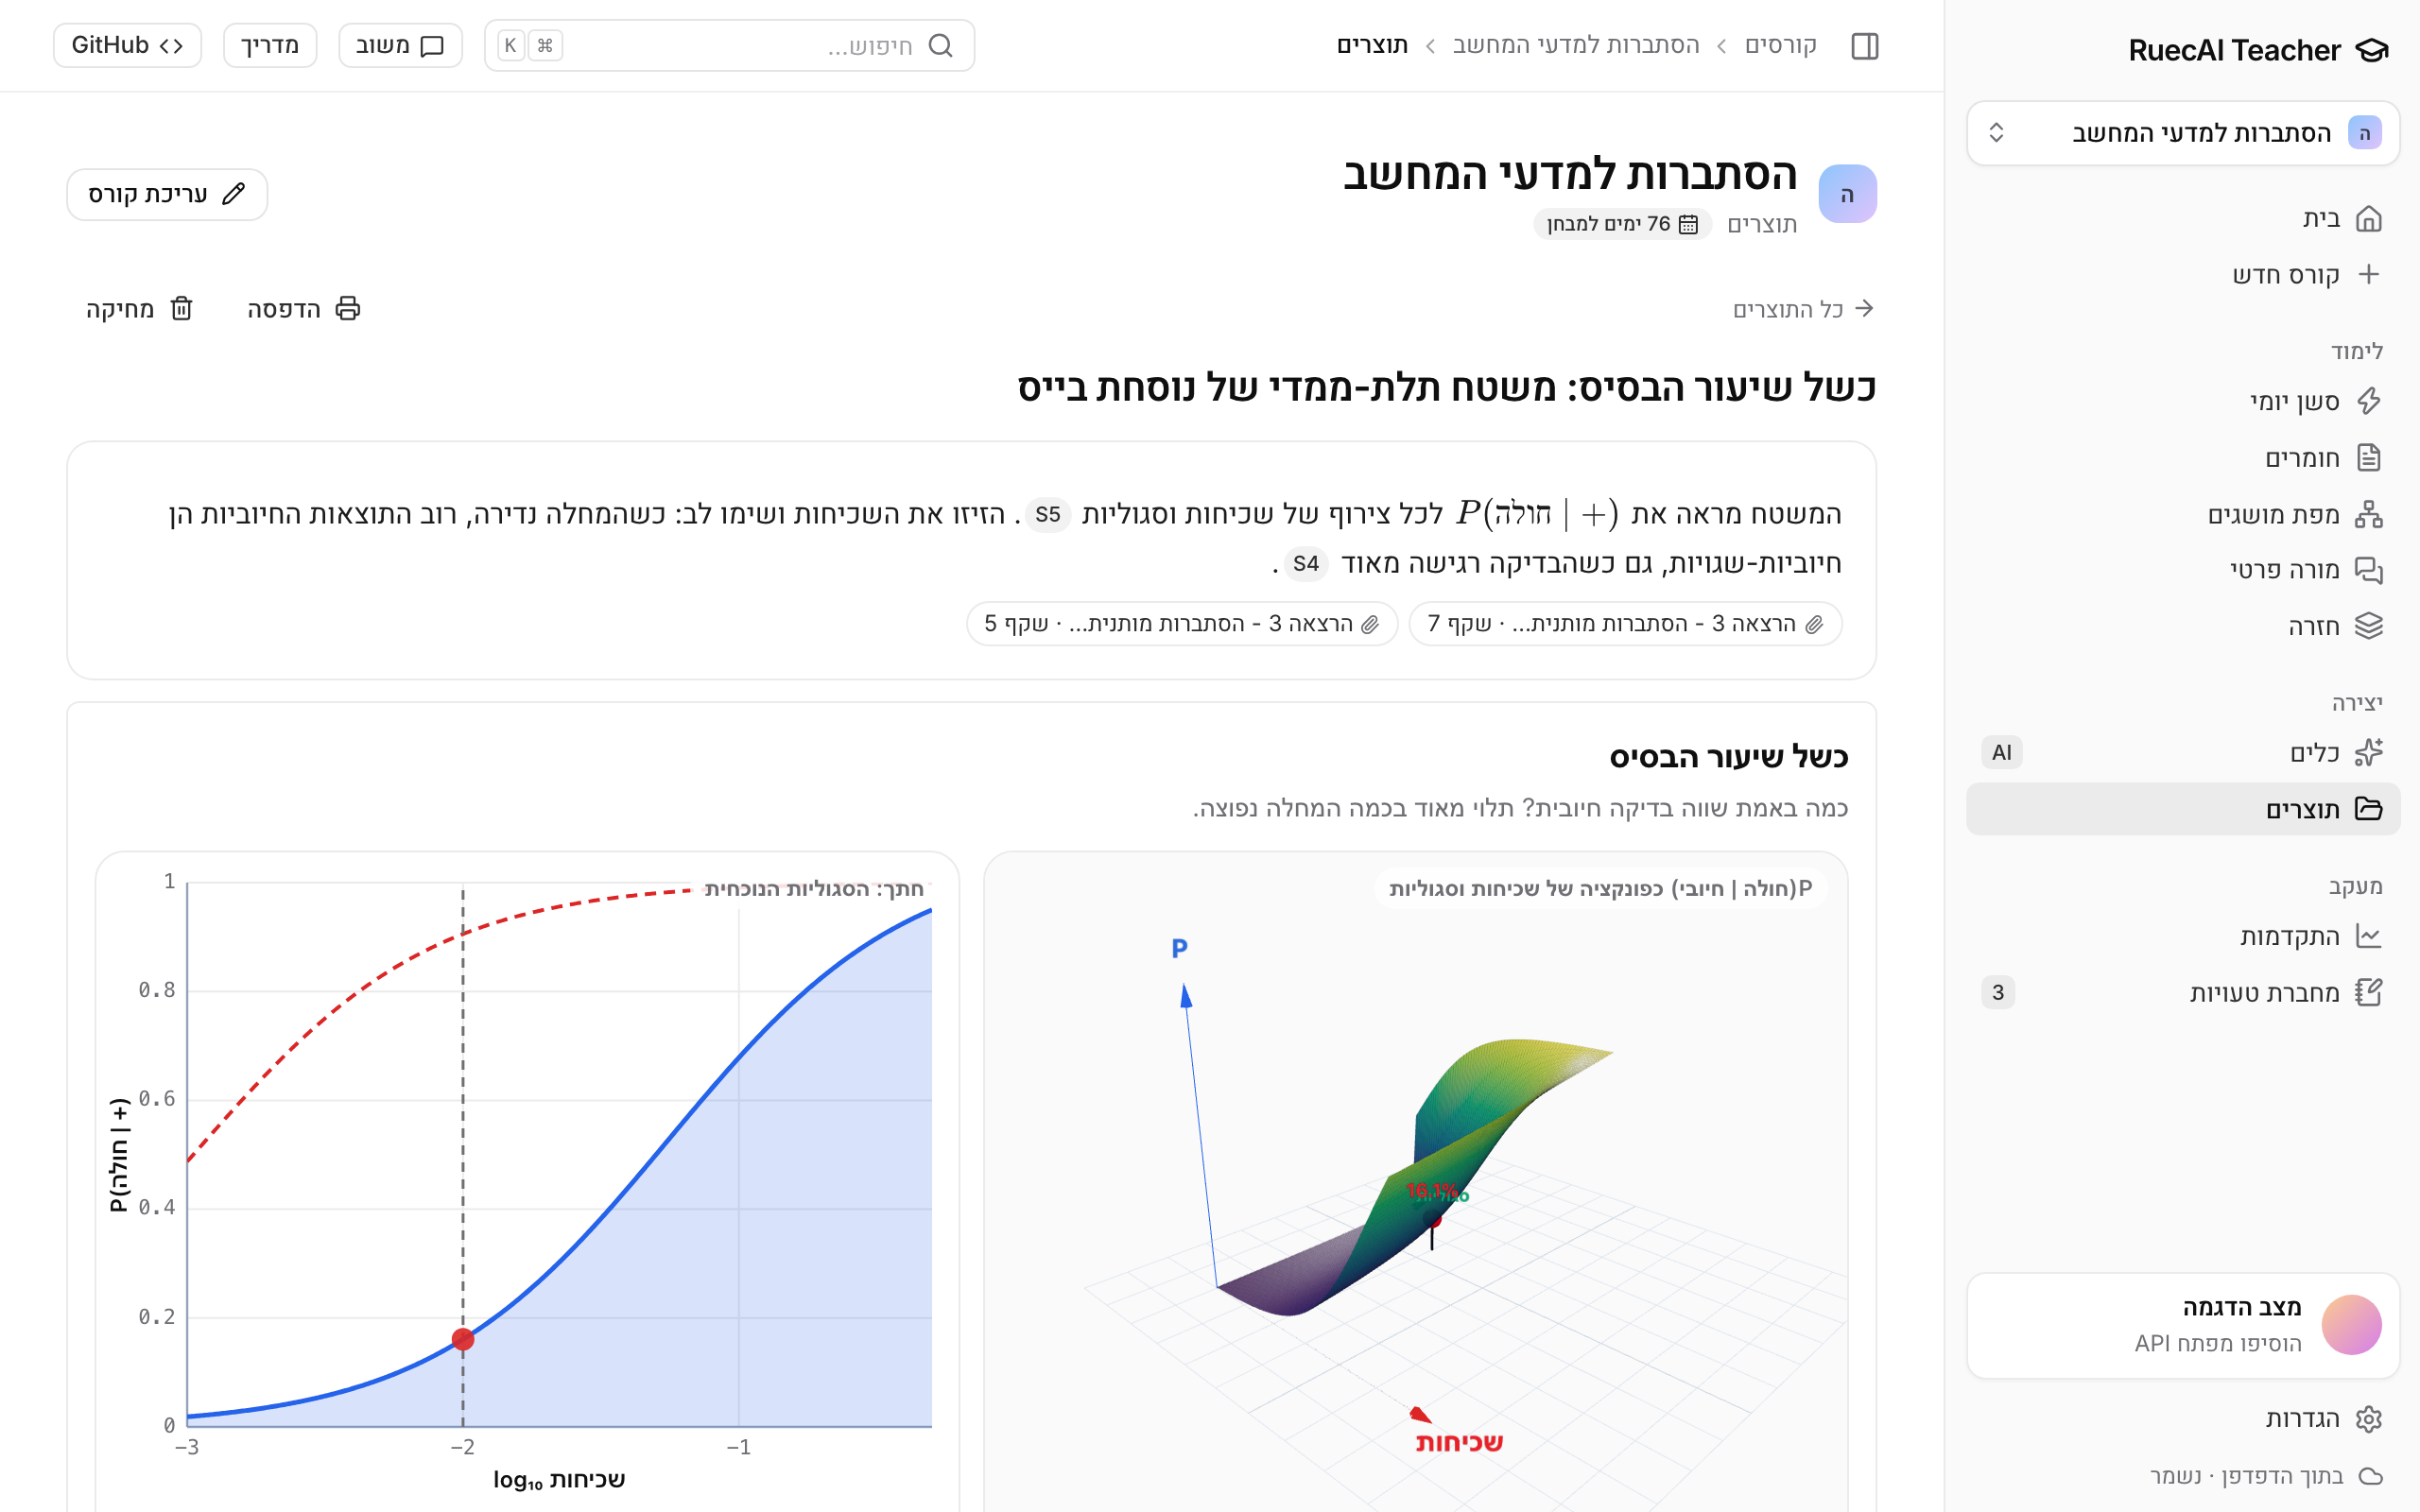 RuecAI Teacher
ה הסתברות למדעי המחשב
בית
קורס חדש
לימוד
סשן יומי
חומרים
מפת מושגים
מורה פרטי
חזרה
יצירה
כלים AI
תוצרים
מעקב
התקדמות
מחברת טעויות 3
מצב הדגמה
הוסיפו מפתח API
הגדרות
בתוך הדפדפן · נשמר
קורסים הסתברות למדעי המחשב תוצרים
חיפוש... ⌘ K
משוב
מדריך
GitHub
ה הסתברות למדעי המחשב
תוצרים 76 ימים למבחן
עריכת קורס
כל התוצרים
הדפסה
מחיקה
כשל שיעור הבסיס: משטח תלת-ממדי של נוסחת בייס
המשטח מראה את P(חולה | +) לכל צירוף של שכיחות וסגוליות S5. הזיזו את השכיחות ושימו לב: כשהמחלה נדירה, רוב התוצאות החיוביות הן
חיוביות-שגויות, גם כשהבדיקה רגישה מאוד S4.
הרצאה 3 - הסתברות מותנית... · שקף 7
הרצאה 3 - הסתברות מותנית... · שקף 5
כשל שיעור הבסיס
כמה באמת שווה בדיקה חיובית? תלוי מאוד בכמה המחלה נפוצה.
P(חולה | חיובי) כפונקציה של שכיחות וסגוליות
P
16.1%
סגוליות
שכיחות
חתך: הסגוליות הנוכחית
1
0.8
0.6
0.4
0.2
0
P(חולה | +)
−3 −2 −1
log₁₀ שכיחות